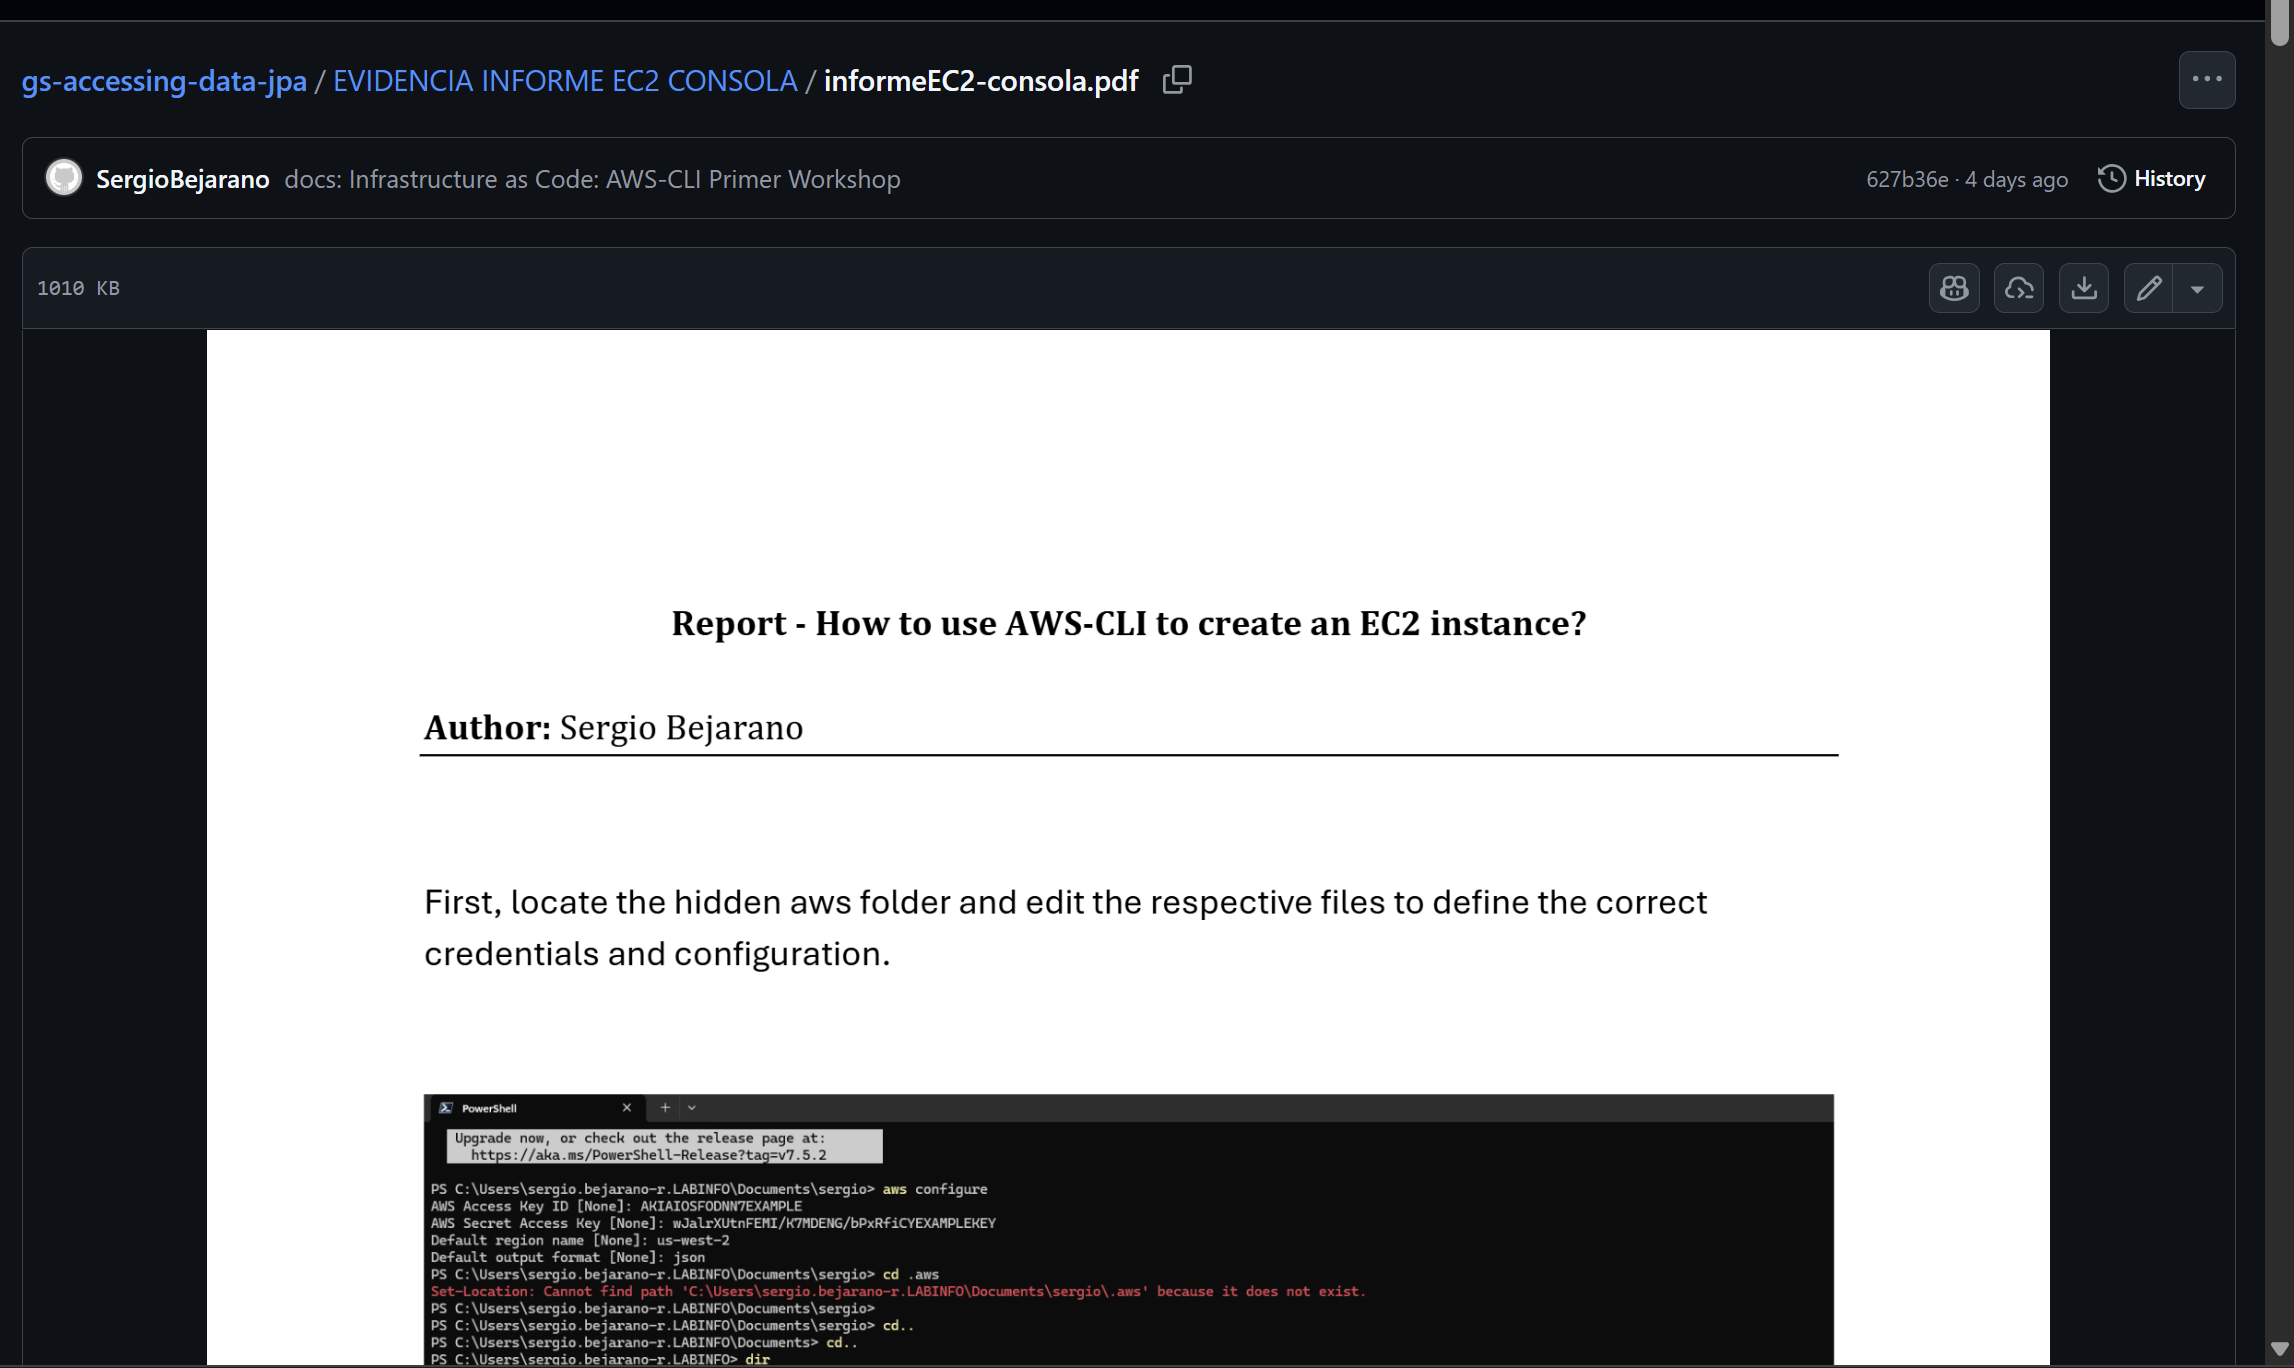 gs-accessing-data-jpa / EVIDENCIA INFORME EC2 CONSOLA / informeEC2-consola.pdf
SergioBejarano docs: Infrastructure as Code: AWS-CLI Primer Workshop 627b36e · 4 days ago History
1010 KB
Report - How to use AWS-CLI to create an EC2 instance?
Author: Sergio Bejarano
First, locate the hidden aws folder and edit the respective files to define the correct
credentials and configuration.
PowerShell
Upgrade now, or check out the release page at:
https://aka.ms/PowerShell-Release?tag=v7.5.2
PS C:\Users\sergio.bejarano-r.LABINFO\Documents\sergio> aws configure
AWS Access Key ID [None]: AKIAIOSFODNN7EXAMPLE
AWS Secret Access Key [None]: wJalrXUtnFEMI/K7MDENG/bPxRfiCYEXAMPLEKEY
Default region name [None]: us-west-2
Default output format [None]: json
PS C:\Users\sergio.bejarano-r.LABINFO\Documents\sergio> cd .aws
Set-Location: Cannot find path 'C:\Users\sergio.bejarano-r.LABINFO\Documents\sergio\.aws' because it does not exist.
PS C:\Users\sergio.bejarano-r.LABINFO\Documents\sergio>
PS C:\Users\sergio.bejarano-r.LABINFO\Documents\sergio> cd..
PS C:\Users\sergio.bejarano-r.LABINFO\Documents> cd..
PS C:\Users\sergio.bejarano-r.LABINFO> dir